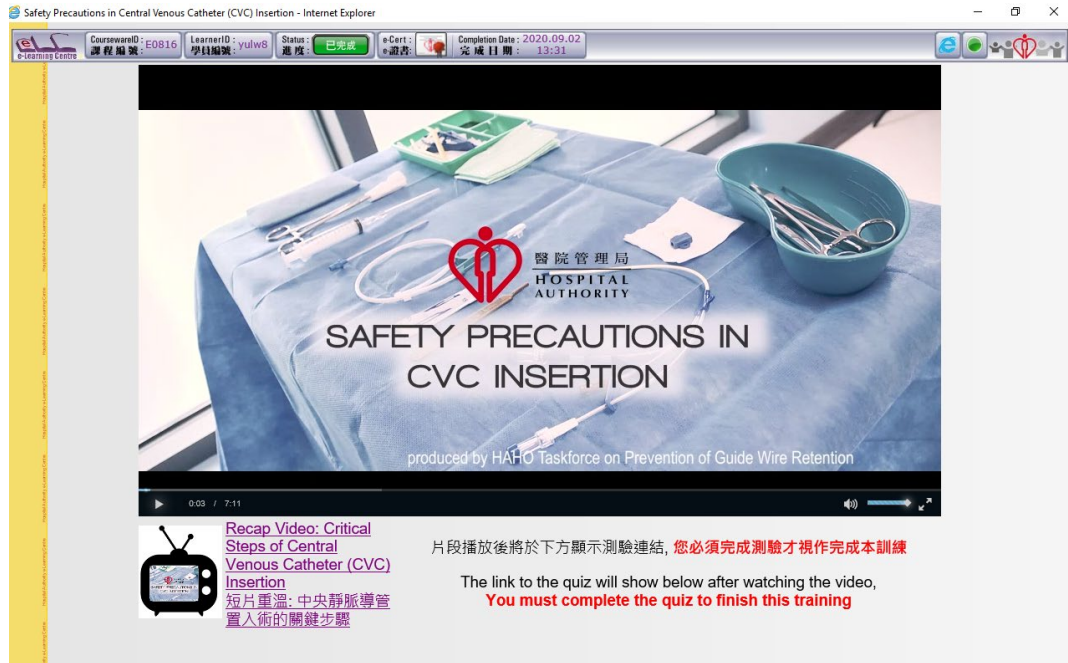 Safety Precautions in Central Venous Catheter (CVC) Insertion - Internet Explorer
e-Learning Centre
CoursewareID :
課程編號:
E0816
LearnerID :
學員編號:
yulw8
Status :
進度:
已完成
e-Cert :
e-證書:
Completion Date : 2020.09.02
完成日期: 13:31
醫院管理局
HOSPITAL
AUTHORITY
SAFETY PRECAUTIONS IN
CVC INSERTION
produced by HAHO Taskforce on Prevention of Guide Wire Retention
0:03 / 7:11
Recap Video: Critical
Steps of Central
Venous Catheter (CVC)
Insertion
短片重溫: 中央靜脈導管
置入術的關鍵步驟
片段播放後將於下方顯示測驗連結, 您必須完成測驗才視作完成本訓練
The link to the quiz will show below after watching the video,
You must complete the quiz to finish this training